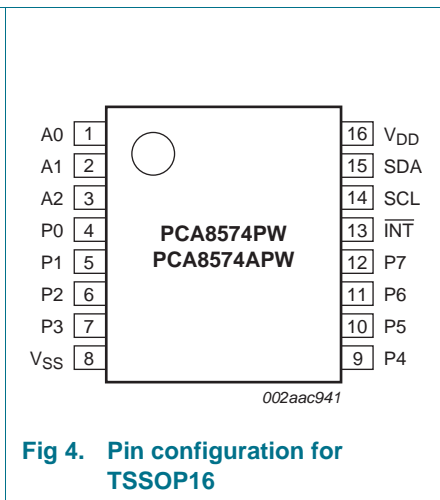 A0 1 16 VDD
A1 2 15 SDA
A2 3 14 SCL
P0 4 13 INT
PCA8574PW
P1 5 12 P7
PCA8574APW
P2 6 11 P6
P3 7 10 P5
VSS 8 9 P4
002aac941
Fig 4. Pin configuration for
TSSOP16